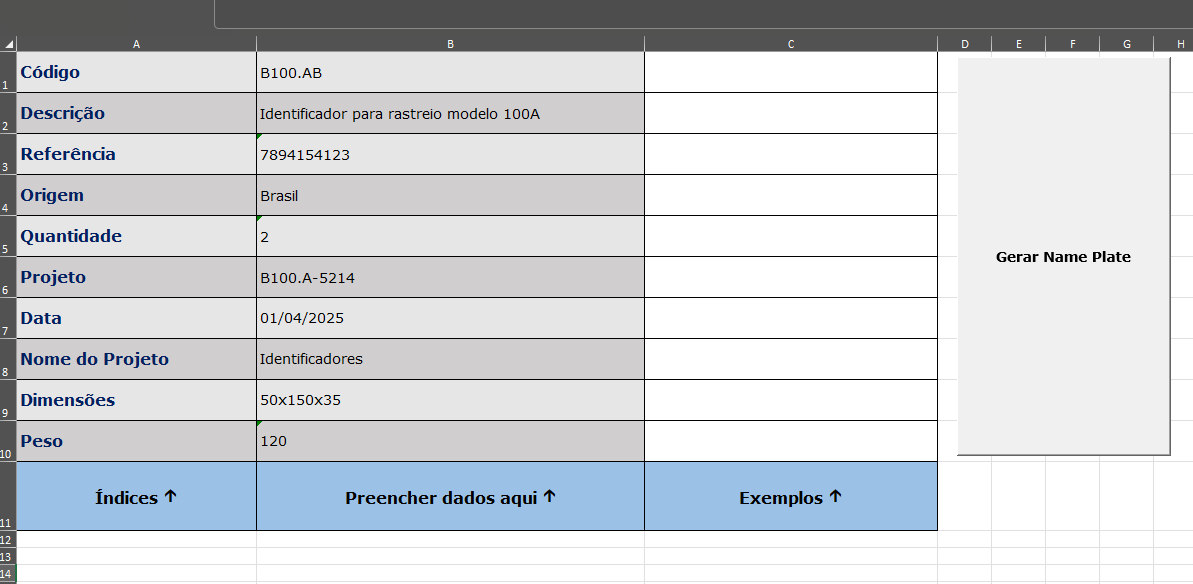 A B C D E F G H
1 Código B100.AB
2 Descrição Identificador para rastreio modelo 100A
3 Referência 7894154123
4 Origem Brasil
5 Quantidade 2
Gerar Name Plate
6 Projeto B100.A-5214
7 Data 01/04/2025
8 Nome do Projeto Identificadores
9 Dimensões 50x150x35
10 Peso 120
11 Índices ↑ Preencher dados aqui ↑ Exemplos ↑
12
13
14